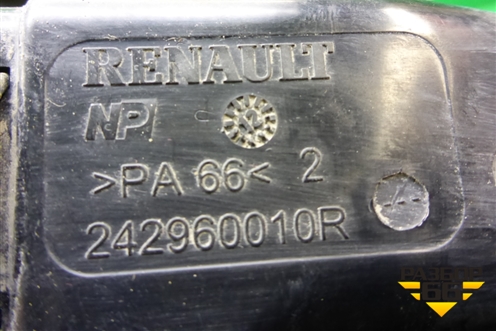 RENAULT
NPI
>PA 66< 2
242960010R